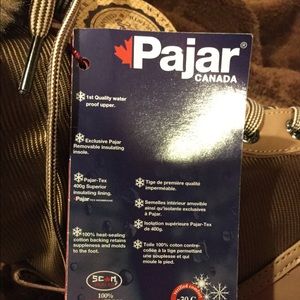 Pajar®
CANADA
1st Quality water
proof upper.
Exclusive Pajar
Removable insulating
insole.
Pajar-Tex
400g Superior
insulating lining.
-Pajar
100% heat-sealing
cotton backing retains
suppleness and molds
to the foot.
Tige de première qualité
imperméable.
Semelles intérieur amovible
ainsi qu'isolante exclusives
à Pajar.
Isolation supérieure Pajar-Tex
de 400g.
Toile 100% coton contre-
collée à la tige permettant
une souplesse et qui
moule le pied.
100%
-30 C